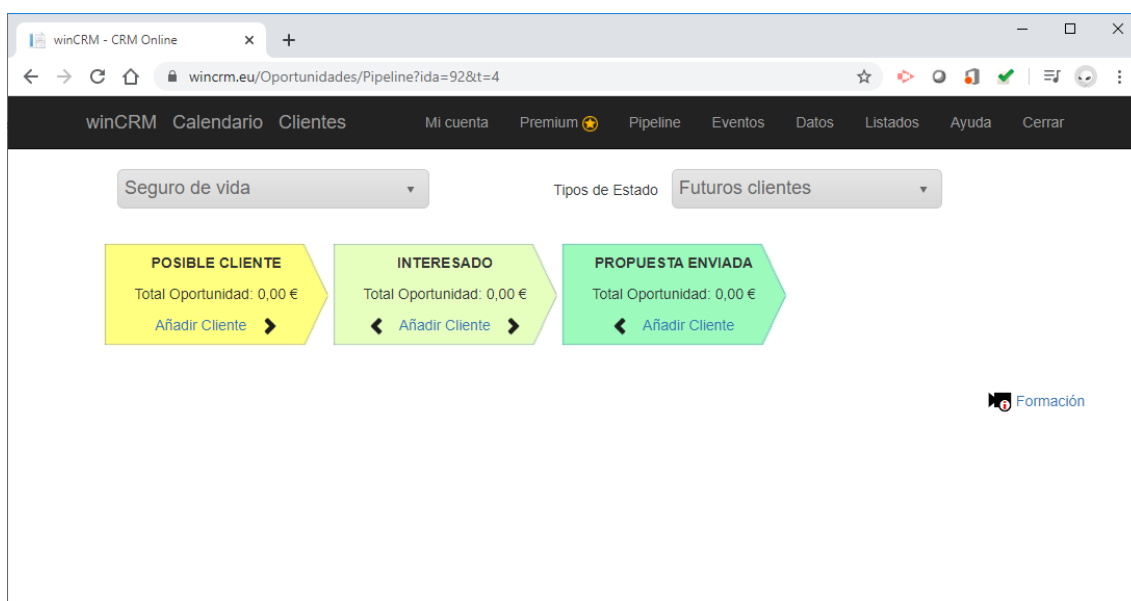 winCRM - CRM Online
wincrm.eu/Oportunidades/Pipeline?ida=92&t=4
winCRM Calendario Clientes Mi cuenta Premium Pipeline Eventos Datos Listados Ayuda Cerrar
Seguro de vida Tipos de Estado Futuros clientes
POSIBLE CLIENTE INTERESADO PROPUESTA ENVIADA
Total Oportunidad: 0,00 € Total Oportunidad: 0,00 € Total Oportunidad: 0,00 €
Añadir Cliente Añadir Cliente Añadir Cliente
Formación